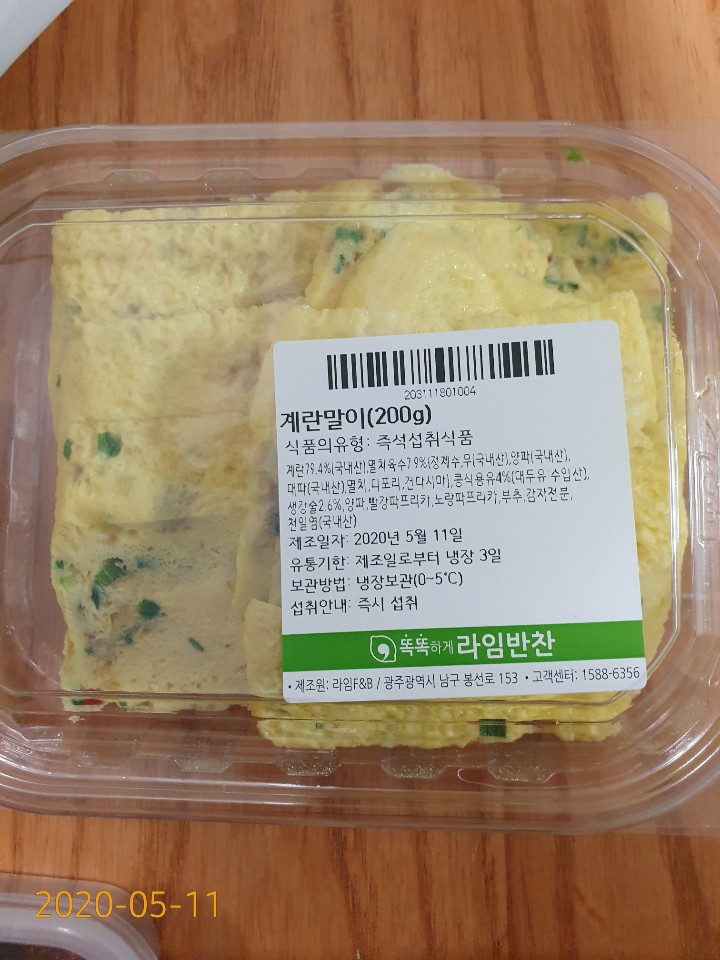 203111801004
계란말이(200g)
식품의유형: 즉석섭취식품
계란79.4%(국내산),멸치육수7.9%{정제수,무(국내산),양파(국내산),
대파(국내산),멸치,디포리,건다시마},콩식용유4%(대두유:수입산),
생강술2.6%,양파,빨강파프리카,노랑파프리카,부추,감자전분,
천일염(국내산)
제조일자: 2020년 5월 11일
유통기한: 제조일로부터 냉장 3일
보관방법: 냉장보관(0~5℃)
섭취안내: 즉시 섭취
똑똑하게 라임반찬
• 제조원: 라임F&B / 광주광역시 남구 봉선로 153 • 고객센터: 1588-6356
2020-05-11